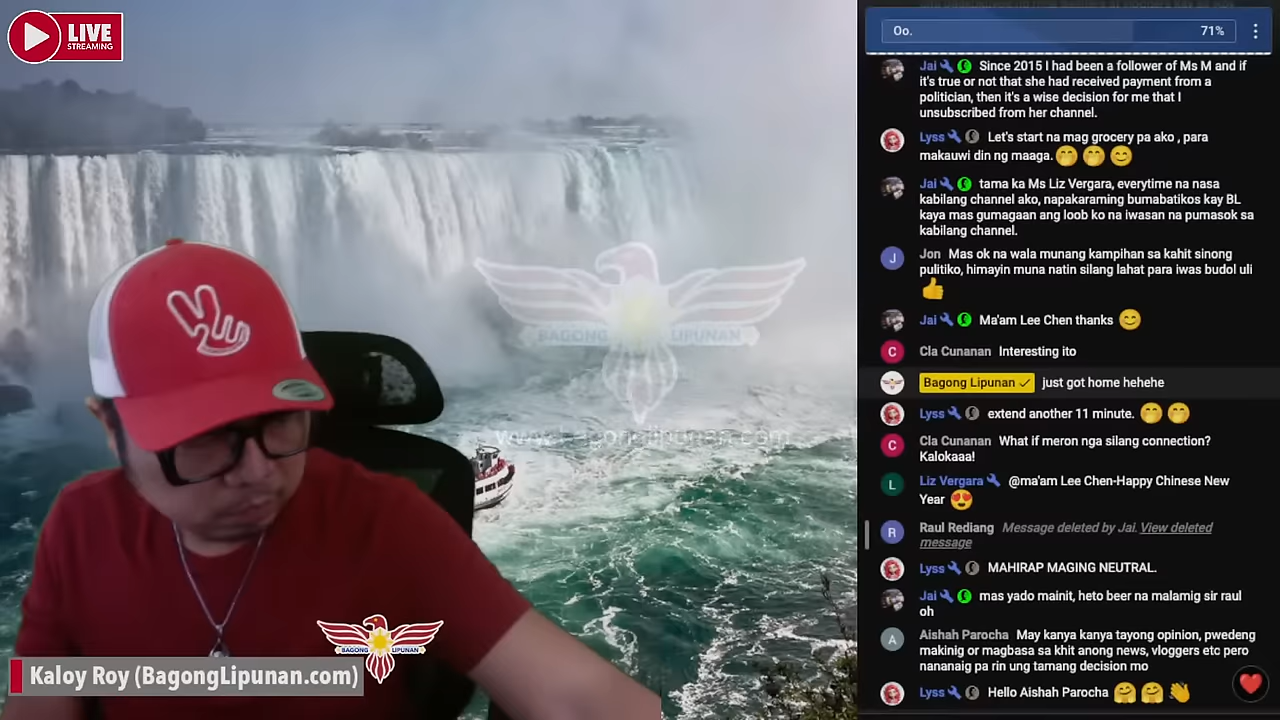 LIVE
STREAMING
BAGONG LIPUNAN
www.bagonglipunan.com
BAGONG LIPUNAN
Kaloy Roy (BagongLipunan.com)
Oo. 71%
Jai Since 2015 I had been a follower of Ms M and if
it's true or not that she had received payment from a
politician, then it's a wise decision for me that I
unsubscribed from her channel.
Lyss Let's start na mag grocery pa ako , para
makauwi din ng maaga.
Jai tama ka Ms Liz Vergara, everytime na nasa
kabilang channel ako, napakaraming bumabatikos kay BL
kaya mas gumagaan ang loob ko na iwasan na pumasok sa
kabilang channel.
J Jon Mas ok na wala munang kampihan sa kahit sinong
pulitiko, himayin muna natin silang lahat para iwas budol uli
Jai Ma'am Lee Chen thanks
C Cla Cunanan Interesting ito
Bagong Lipunan just got home hehehe
Lyss extend another 11 minute.
C Cla Cunanan What if meron nga silang connection?
Kalokaaa!
L Liz Vergara @ma'am Lee Chen-Happy Chinese New
Year
R Raul Rediang Message deleted by Jai. View deleted
message
Lyss MAHIRAP MAGING NEUTRAL.
Jai mas yado mainit, heto beer na malamig sir raul
oh
A Aishah Parocha May kanya kanya tayong opinion, pwedeng
makinig or magbasa sa khit anong news, vloggers etc pero
nananaig pa rin ung tamang decision mo
Lyss Hello Aishah Parocha